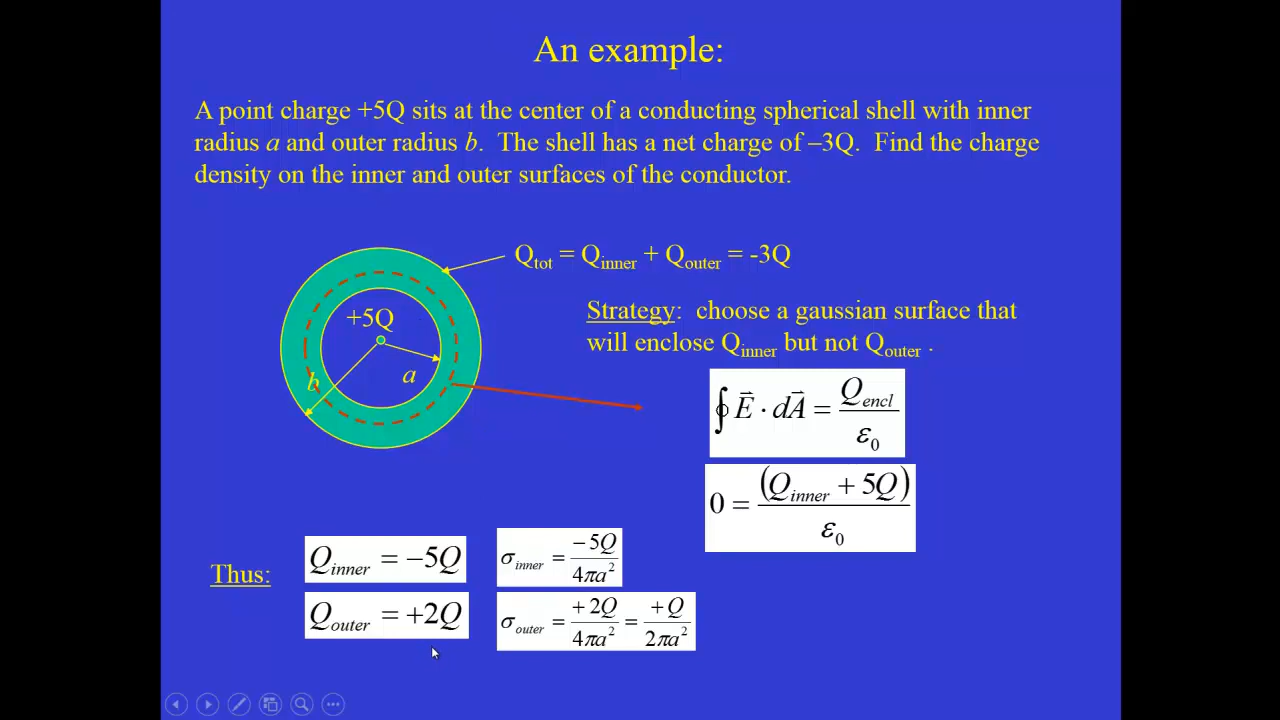 An example:
A point charge +5Q sits at the center of a conducting spherical shell with inner
radius a and outer radius b.  The shell has a net charge of –3Q.  Find the charge
density on the inner and outer surfaces of the conductor.
Q_tot = Q_inner + Q_outer = -3Q
Strategy:  choose a gaussian surface that
will enclose Q_inner but not Q_outer .
+5Q
a
b
∮ E⃗ · dA⃗ = Q_encl / ε₀
0 = (Q_inner + 5Q) / ε₀
Thus:
Q_inner = −5Q
σ_inner = −5Q / 4πa²
Q_outer = +2Q
σ_outer = +2Q / 4πa² = +Q / 2πa²